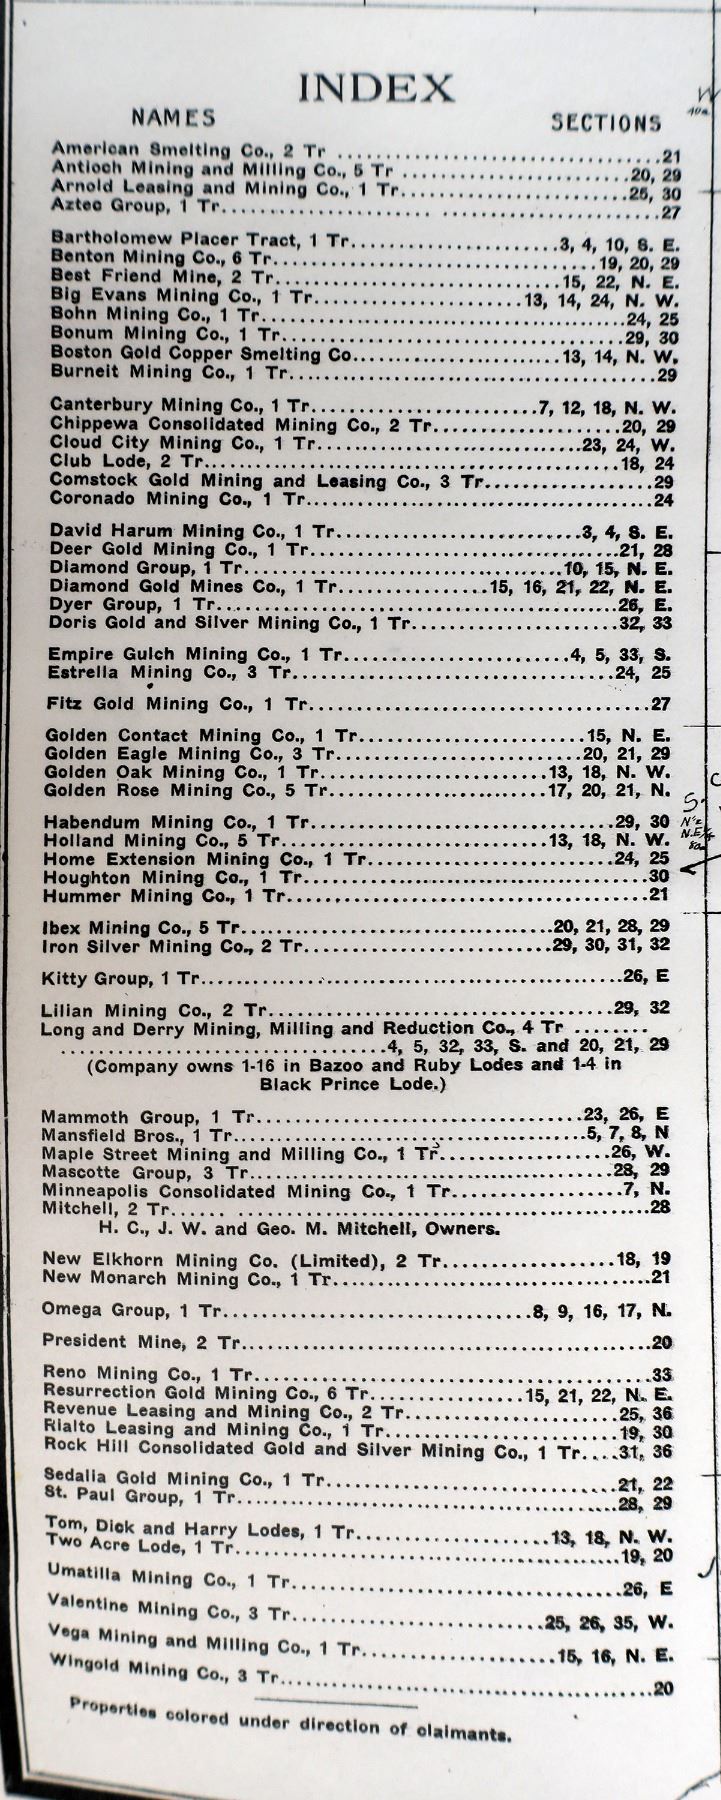 INDEX
NAMES SECTIONS
American Smelting Co., 2 Tr ........................................21
Antioch Mining and Milling Co., 5 Tr ............................20, 29
Arnold Leasing and Mining Co., 1 Tr............................25, 30
Aztec Group, 1 Tr..................... ..........................27
Bartholomew Placer Tract, 1 Tr.........................3, 4, 10, S. E.
Benton Mining Co., 6 Tr.......................................19, 20, 29
Best Friend Mine, 2 Tr..................................15, 22, N. E.
Big Evans Mining Co., 1 Tr.........................13, 14, 24, N. W.
Bohn Mining Co., 1 Tr............................................24, 25
Bonum Mining Co., 1 Tr..........................................29, 30
Boston Gold Copper Smelting Co.........................13, 14, N. W.
Burneit Mining Co., 1 Tr............................................29
Canterbury Mining Co., 1 Tr...........................7, 12, 18, N. W.
Chippewa Consolidated Mining Co., 2 Tr......................20, 29
Cloud City Mining Co., 1 Tr...............................23, 24, W.
Club Lode, 2 Tr..................................................18, 24
Comstock Gold Mining and Leasing Co., 3 Tr....................29
Coronado Mining Co., 1 Tr..........................................24
David Harum Mining Co., 1 Tr..............................3, 4, S. E.
Deer Gold Mining Co., 1 Tr.....................................21, 28
Diamond Group, 1 Tr.......................................10, 15, N. E.
Diamond Gold Mines Co., 1 Tr..................15, 16, 21, 22, N. E.
Dyer Group, 1 Tr................................................26, E.
Doris Gold and Silver Mining Co., 1 Tr.........................32, 33
Empire Gulch Mining Co., 1 Tr...........................4, 5, 33, S.
Estrella Mining Co., 3 Tr.......................................24, 25
Fitz Gold Mining Co., 1 Tr.........................................27
Golden Contact Mining Co., 1 Tr...........................15, N. E.
Golden Eagle Mining Co., 3 Tr..............................20, 21, 29
Golden Oak Mining Co., 1 Tr............................13, 18, N. W.
Golden Rose Mining Co., 5 Tr..........................17, 20, 21, N.
Habendum Mining Co., 1 Tr....................................29, 30
Holland Mining Co., 5 Tr................................13, 18, N. W.
Home Extension Mining Co., 1 Tr..............................24, 25
Houghton Mining Co., 1 Tr..........................................30
Hummer Mining Co., 1 Tr............................................21
Ibex Mining Co., 5 Tr.....................................20, 21, 28, 29
Iron Silver Mining Co., 2 Tr..............................29, 30, 31, 32
Kitty Group, 1 Tr..................................................26, E
Lilian Mining Co., 2 Tr.........................................29, 32
Long and Derry Mining, Milling and Reduction Co., 4 Tr ........
.......................................4, 5, 32, 33, S. and 20, 21, 29
(Company owns 1-16 in Bazoo and Ruby Lodes and 1-4 in
Black Prince Lode.)
Mammoth Group, 1 Tr.......................................23, 26, E
Mansfield Bros., 1 Tr..........................................5, 7, 8, N
Maple Street Mining and Milling Co., 1 Tr......................26, W.
Mascotte Group, 3 Tr............................................28, 29
Minneapolis Consolidated Mining Co., 1 Tr......................7, N.
Mitchell, 2 Tr...... ...............................................28
H. C., J. W. and Geo. M. Mitchell, Owners.
New Elkhorn Mining Co. (Limited), 2 Tr......................18, 19
New Monarch Mining Co., 1 Tr......................................21
Omega Group, 1 Tr.....................................8, 9, 16, 17, N.
President Mine, 2 Tr................................................20
Reno Mining Co., 1 Tr...............................................33
Resurrection Gold Mining Co., 6 Tr..................15, 21, 22, N. E.
Revenue Leasing and Mining Co., 2 Tr.........................25, 36
Rialto Leasing and Mining Co., 1 Tr............................19, 30
Rock Hill Consolidated Gold and Silver Mining Co., 1 Tr....31, 36
Sedalia Gold Mining Co., 1 Tr..................................21, 22
St. Paul Group, 1 Tr.............................................28, 29
Tom, Dick and Harry Lodes, 1 Tr.......................13, 18, N. W.
Two Acre Lode, 1 Tr.............................................19, 20
Umatilla Mining Co., 1 Tr........................................26, E
Valentine Mining Co., 3 Tr..............................25, 26, 35, W.
Vega Mining and Milling Co., 1 Tr........................15, 16, N. E.
Wingold Mining Co., 3 Tr............................................20
Properties colored under direction of claimants.